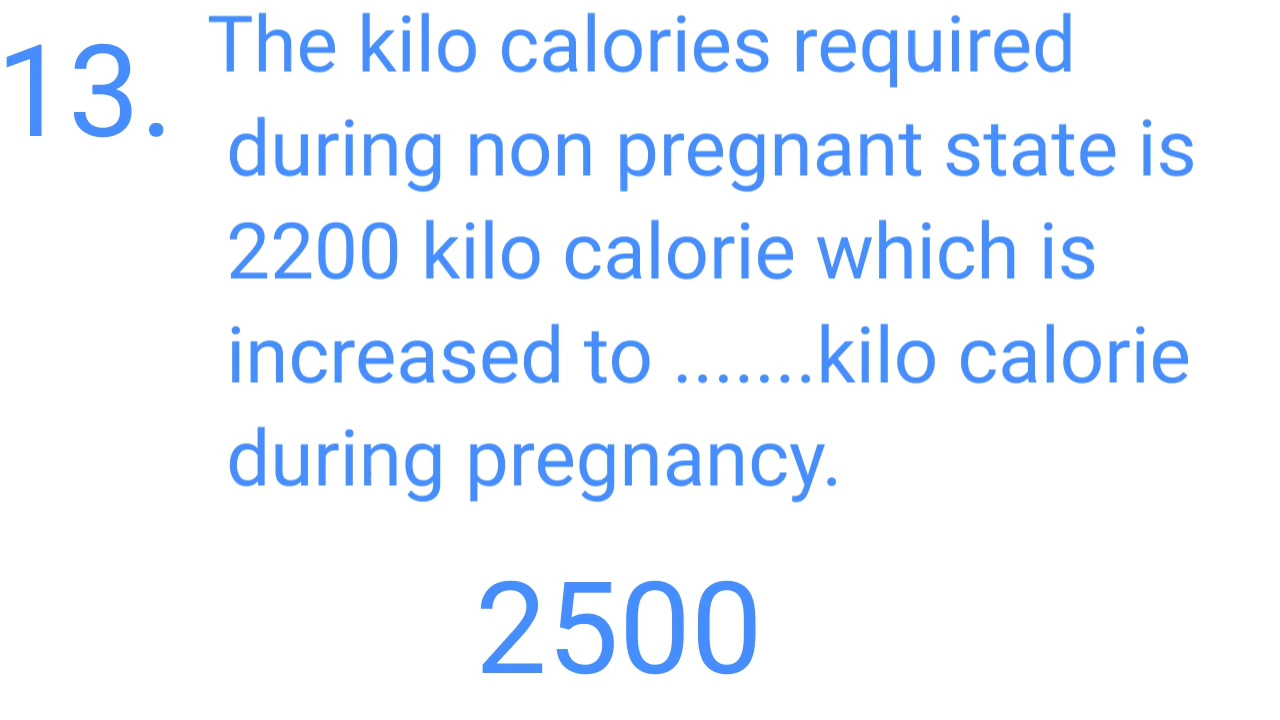 13. The kilo calories required
during non pregnant state is
2200 kilo calorie which is
increased to .......kilo calorie
during pregnancy.
2500